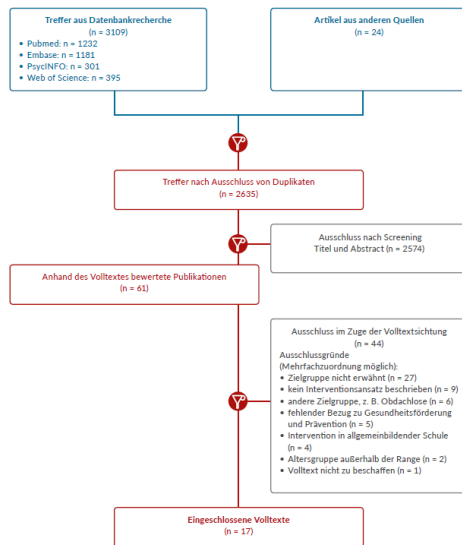 Treffer aus Datenbankrecherche
(n = 3109)
• Pubmed: n = 1232
• Embase: n = 1181
• PsycINFO: n = 301
• Web of Science: n = 395
Artikel aus anderen Quellen
(n = 24)
Treffer nach Ausschluss von Duplikaten
(n = 2635)
Ausschluss nach Screening
Titel und Abstract (n = 2574)
Anhand des Volltextes bewertete Publikationen
(n = 61)
Ausschluss im Zuge der Volltextsichtung
(n = 44)
Ausschlussgründe
(Mehrfachzuordnung möglich):
• Zielgruppe nicht erwähnt (n = 27)
• kein Interventionsansatz beschrieben (n = 9)
• andere Zielgruppe, z. B. Obdachlose (n = 6)
• fehlender Bezug zu Gesundheitsförderung
und Prävention (n = 5)
• Intervention in allgemeinbildender Schule
(n = 4)
• Altersgruppe außerhalb der Range (n = 2)
• Volltext nicht zu beschaffen (n = 1)
Eingeschlossene Volltexte
(n = 17)